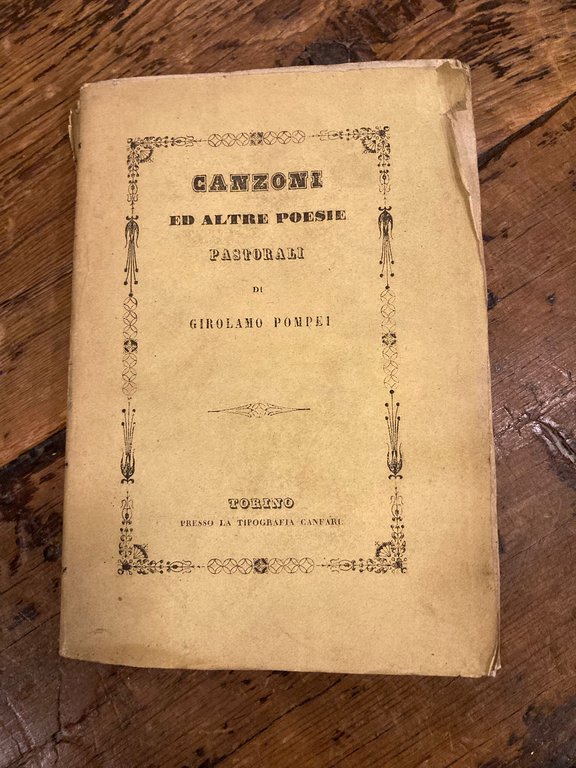 CANZONI
ED ALTRE POESIE
PASTORALI
DI
GIROLAMO POMPEI
TORINO
PRESSO LA TIPOGRAFIA CANFARI.